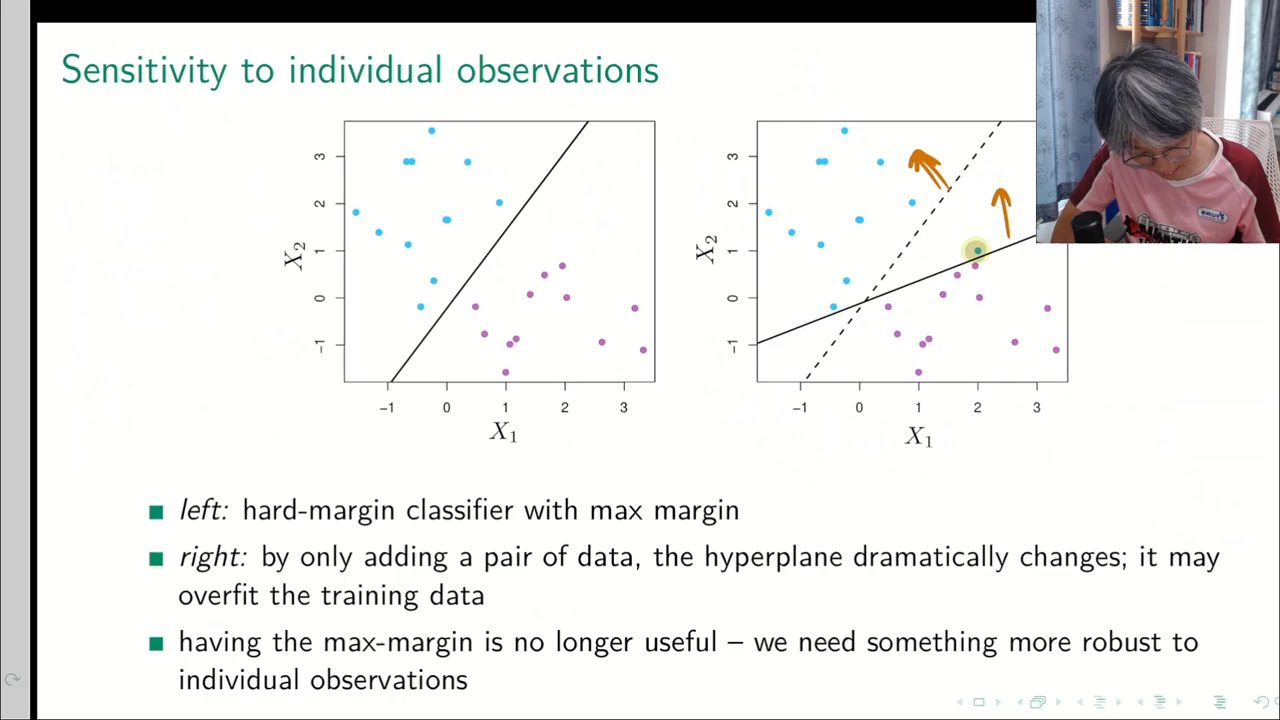 Sensitivity to individual observations
3
2
1
0
−1
X2
−1 0 1 2 3
X1
3
2
1
0
−1
X2
−1 0 1 2 3
X1
■ left: hard-margin classifier with max margin
■ right: by only adding a pair of data, the hyperplane dramatically changes; it may
overfit the training data
■ having the max-margin is no longer useful – we need something more robust to
individual observations